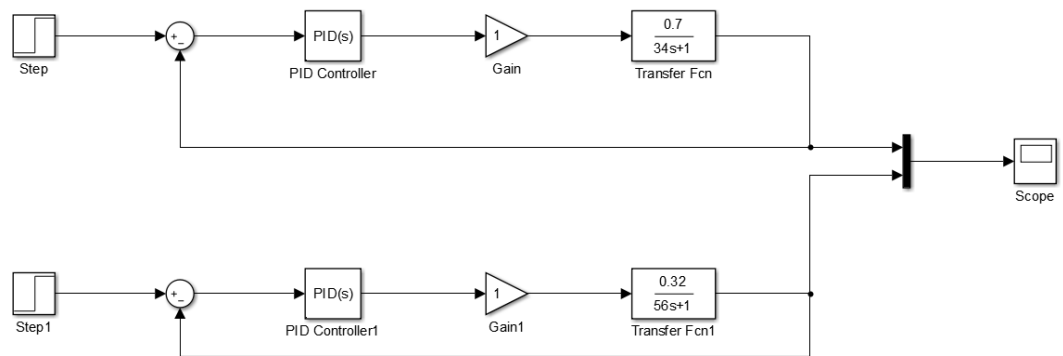 +
−
PID(s)
1
0.7
34s+1
Step
PID Controller
Gain
Transfer Fcn
Scope
+
−
PID(s)
1
0.32
56s+1
Step1
PID Controller1
Gain1
Transfer Fcn1